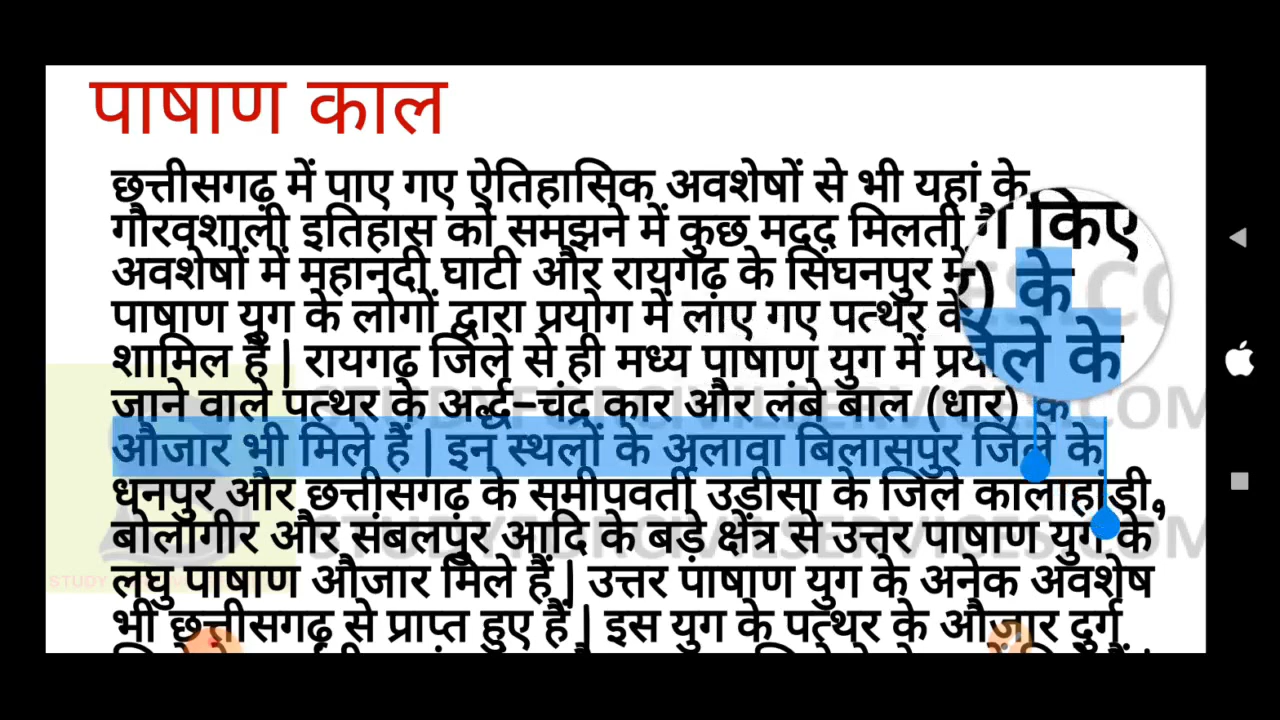 पाषाण काल
छत्तीसगढ़ में पाए गए ऐतिहासिक अवशेषों से भी यहां के
गौरवशाली इतिहास को समझने में कुछ मदद मिलती
अवशेषों में महानदी घाटी और रायगढ़ के सिंघनपुर
पाषाण युग के लोगों द्वारा प्रयोग में लाए गए पत्थर
शामिल हैं | रायगढ़ जिले से ही मध्य पाषाण युग में
जाने वाले पत्थर के अर्द्ध–चंद्र कार और लंबे बाल (धार) के
औजार भी मिले हैं | इन स्थलों के अलावा बिलासपुर जिले के
धनपुर और छत्तीसगढ़ के समीपवर्ती उड़ीसा के जिले कालाहांडी,
बोलांगीर और संबलपुर आदि के बड़े क्षेंत्र से उत्तर पाषाण युग के
लघु पाषाण औजार मिले हैं | उत्तर पाषाण युग के अनेक अवशेष
भी छत्तीसगढ़ से प्राप्त हुए हैं | इस युग के पत्थर के औजार दुर्ग
किए
के
के